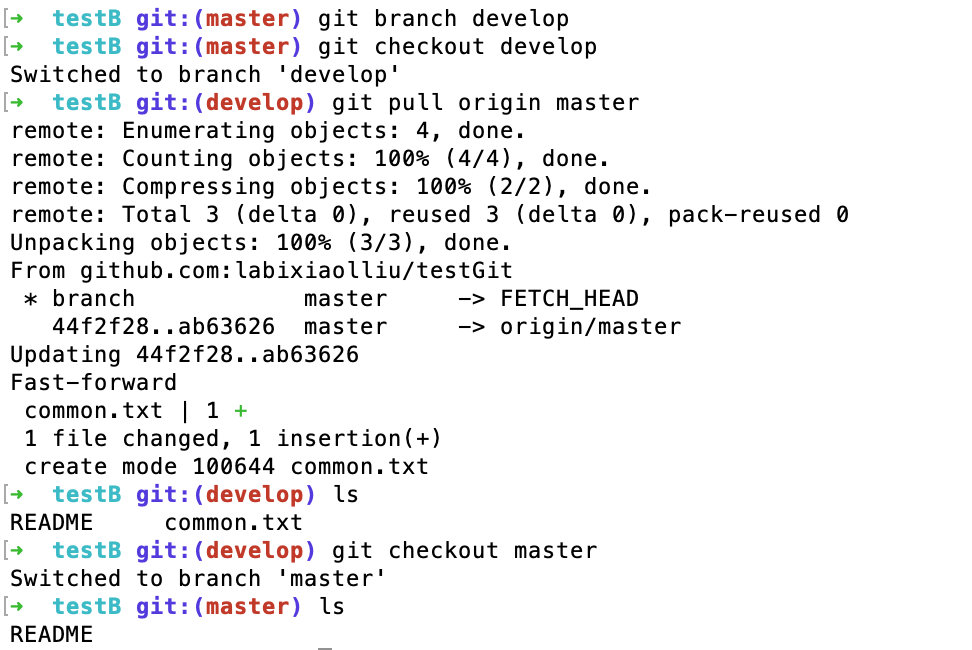 [➜  testB git:(master) git branch develop
[➜  testB git:(master) git checkout develop
Switched to branch 'develop'
[➜  testB git:(develop) git pull origin master
remote: Enumerating objects: 4, done.
remote: Counting objects: 100% (4/4), done.
remote: Compressing objects: 100% (2/2), done.
remote: Total 3 (delta 0), reused 3 (delta 0), pack-reused 0
Unpacking objects: 100% (3/3), done.
From github.com:labixiaolliu/testGit
 * branch            master     -> FETCH_HEAD
   44f2f28..ab63626  master     -> origin/master
Updating 44f2f28..ab63626
Fast-forward
 common.txt | 1 +
 1 file changed, 1 insertion(+)
 create mode 100644 common.txt
[➜  testB git:(develop) ls
README     common.txt
[➜  testB git:(develop) git checkout master
Switched to branch 'master'
[➜  testB git:(master) ls
README